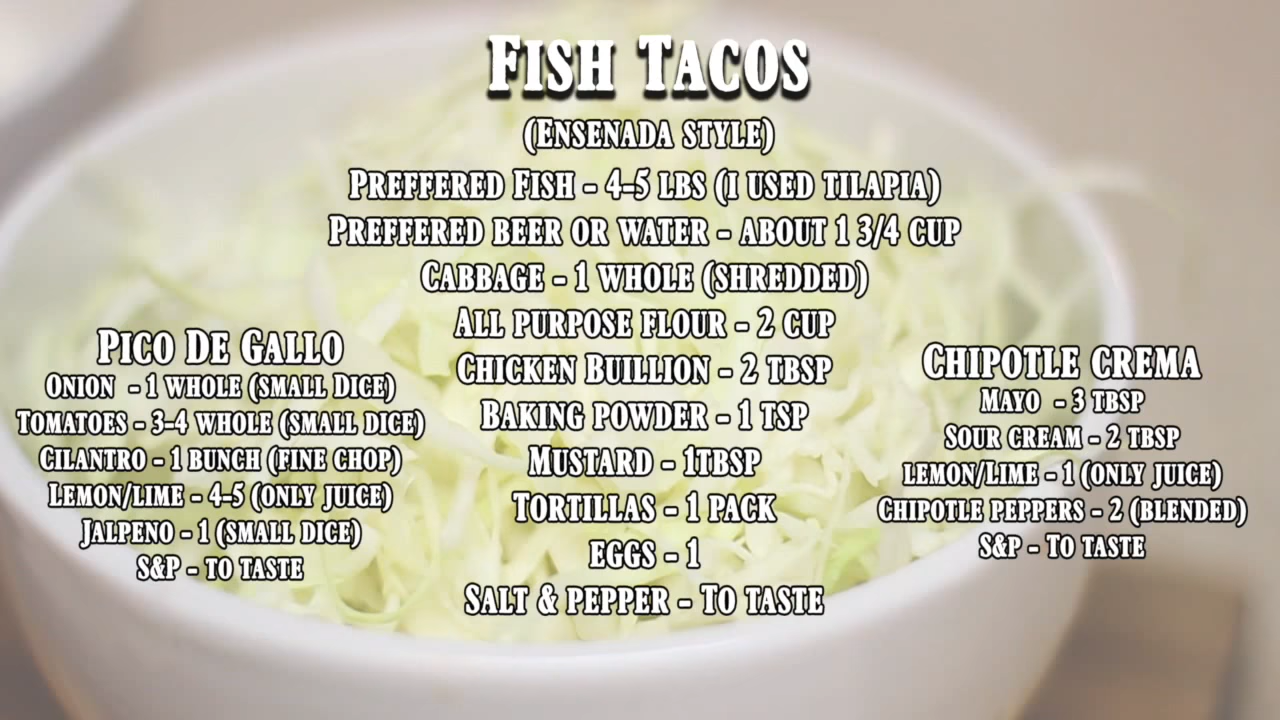 Fish Tacos
(Ensenada style)
Preffered Fish - 4-5 lbs (I used tilapia)
Preffered beer or water - about 1 3/4 cup
Cabbage - 1 whole (shredded)
All purpose flour - 2 cup
Chicken Buillion - 2 tbsp
Baking powder - 1 tsp
Mustard - 1tbsp
Tortillas - 1 pack
eggs - 1
Salt & pepper - To taste
Pico De Gallo
Onion - 1 whole (small Dice)
Tomatoes - 3-4 whole (small dice)
Cilantro - 1 bunch (fine chop)
Lemon/lime - 4-5 (only juice)
Jalpeno - 1 (small dice)
S&P - to taste
Chipotle crema
Mayo - 3 tbsp
Sour cream - 2 tbsp
lemon/Lime - 1 (only juice)
Chipotle peppers - 2 (blended)
S&P - To taste